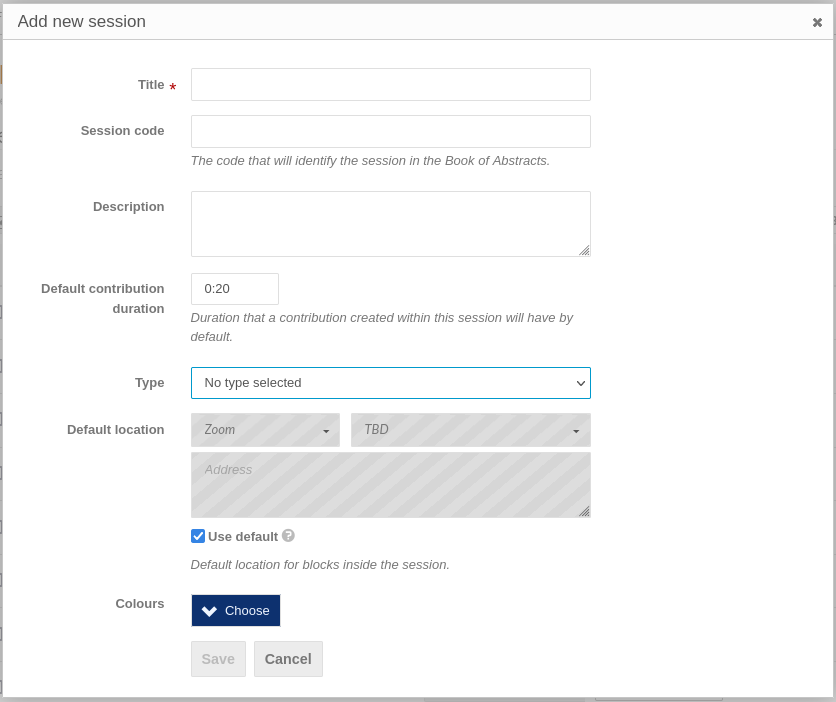 Add new session
Title *
Session code
The code that will identify the session in the Book of Abstracts.
Description
Default contribution
duration
0:20
Duration that a contribution created within this session will have by
default.
Type
No type selected
Default location
Zoom
TBD
Address
Use default
Default location for blocks inside the session.
Colours
Choose
Save
Cancel